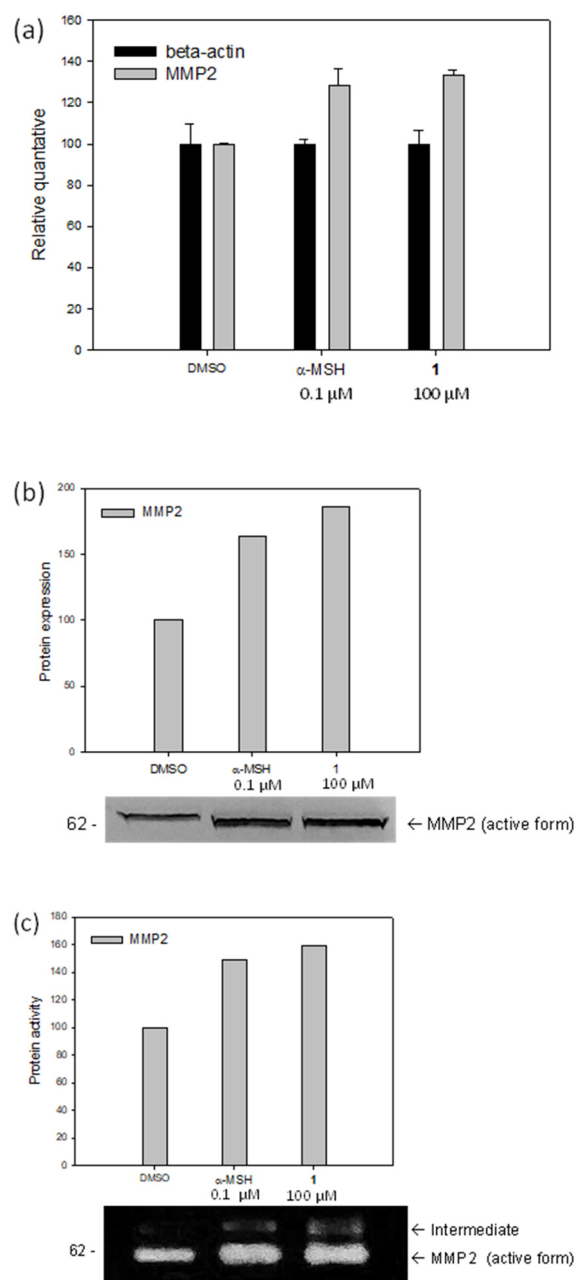 (a)
160
140
120
100
80
60
40
20
0
Relative quantative
beta-actin
MMP2
DMSO α-MSH 1
0.1 µM 100 µM
(b)
200
150
100
50
0
Protein expression
MMP2
DMSO α-MSH 1
0.1 µM 100 µM
62 - ← MMP2 (active form)
(c)
180
160
140
120
100
80
60
40
20
0
Protein activity
MMP2
DMSO α-MSH 1
0.1 µM 100 µM
← Intermediate
62 - ← MMP2 (active form)